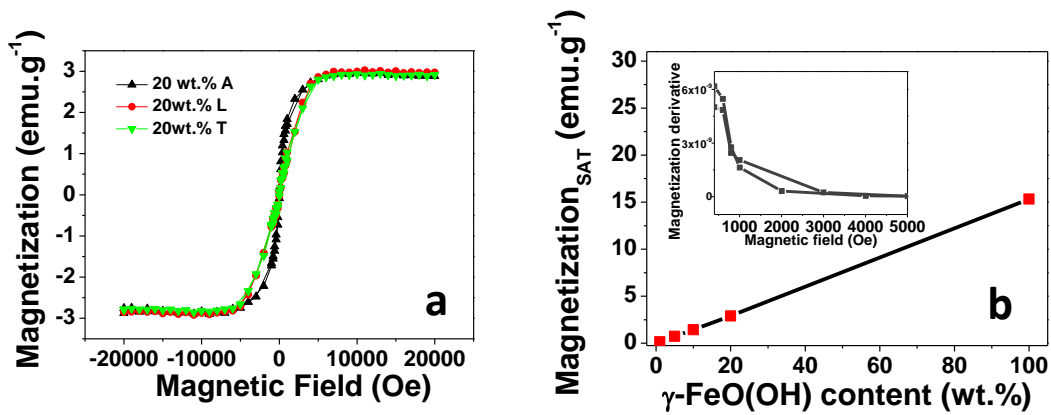 Magnetization (emu.g-1)
3
2
1
0
-1
-2
-3
20 wt.% A
20wt.% L
20wt.% T
a
-20000 -10000 0 10000 20000
Magnetic Field (Oe)
MagnetizationSAT (emu.g-1)
30
25
20
15
10
5
0
Magnetization derivative
6x10-9
3x10-9
0
1000 2000 3000 4000 5000
Magnetic field (Oe)
b
0 20 40 60 80 100
γ-FeO(OH) content (wt.%)